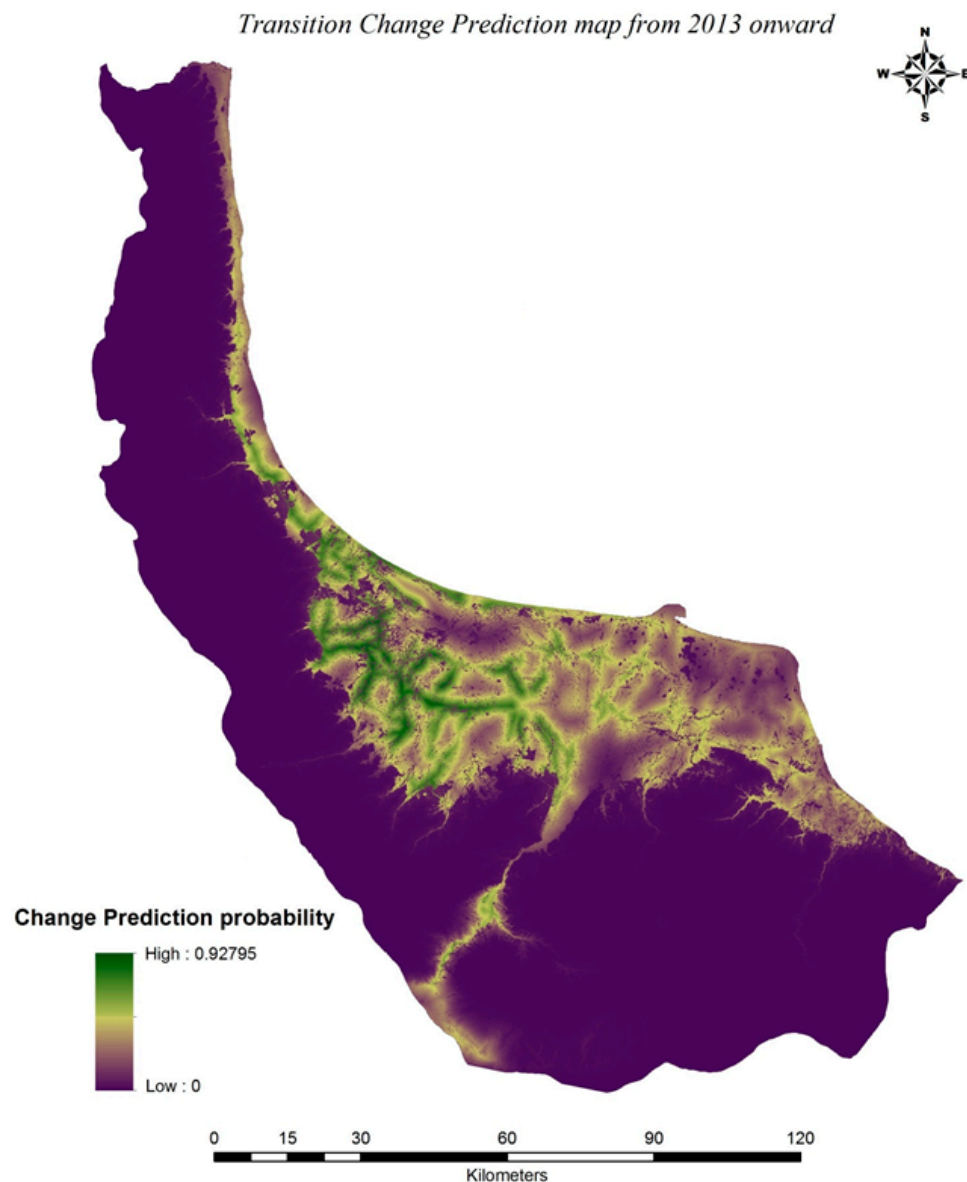 Transition Change Prediction map from 2013 onward
N
W E
S
Change Prediction probability
High : 0.92795
Low : 0
0 15 30 60 90 120
Kilometers